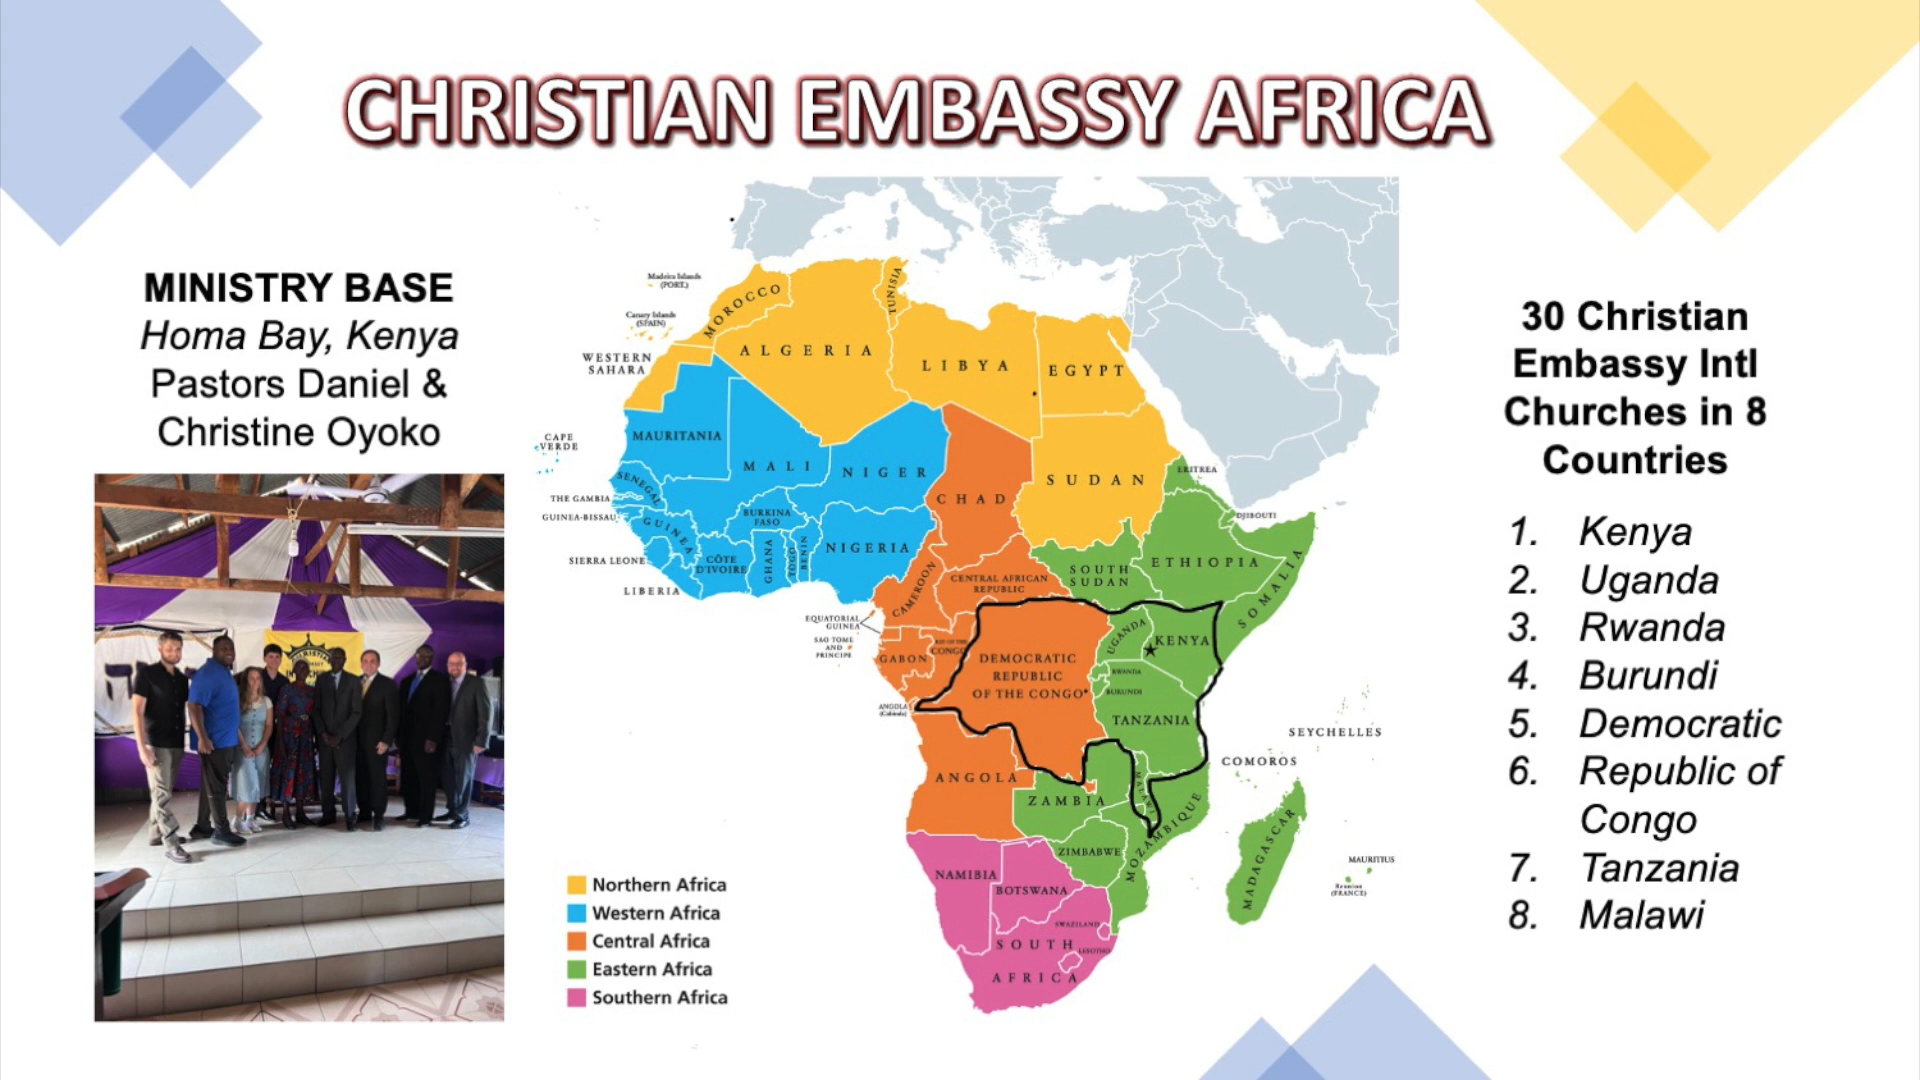 CHRISTIAN EMBASSY AFRICA
MINISTRY BASE
Homa Bay, Kenya
Pastors Daniel &
Christine Oyoko
Madeira Islands
(PORT.)
Canary Islands
(SPAIN)
MOROCCO
TUNISIA
ALGERIA
LIBYA
EGYPT
WESTERN
SAHARA
CAPE
VERDE
MAURITANIA
MALI
NIGER
CHAD
SUDAN
ERITREA
DJIBOUTI
SENEGAL
THE GAMBIA
GUINEA-BISSAU
GUINEA
SIERRA LEONE
LIBERIA
CÔTE
D'IVOIRE
BURKINA
FASO
GHANA
TOGO
BENIN
NIGERIA
CAMEROON
CENTRAL AFRICAN
REPUBLIC
SOUTH
SUDAN
ETHIOPIA
SOMALIA
EQUATORIAL
GUINEA
SAO TOME
AND
PRINCIPE
GABON
REP. OF THE
CONGO
DEMOCRATIC
REPUBLIC
OF THE CONGO
UGANDA
KENYA
RWANDA
BURUNDI
TANZANIA
ANGOLA
(Cabinda)
ANGOLA
ZAMBIA
MALAWI
MOZAMBIQUE
ZIMBABWE
SEYCHELLES
COMOROS
MADAGASCAR
MAURITIUS
Reunion
(FRANCE)
NAMIBIA
BOTSWANA
SWAZILAND
LESOTHO
SOUTH
AFRICA
Northern Africa
Western Africa
Central Africa
Eastern Africa
Southern Africa
30 Christian
Embassy Intl
Churches in 8
Countries
1. Kenya
2. Uganda
3. Rwanda
4. Burundi
5. Democratic
6. Republic of
Congo
7. Tanzania
8. Malawi